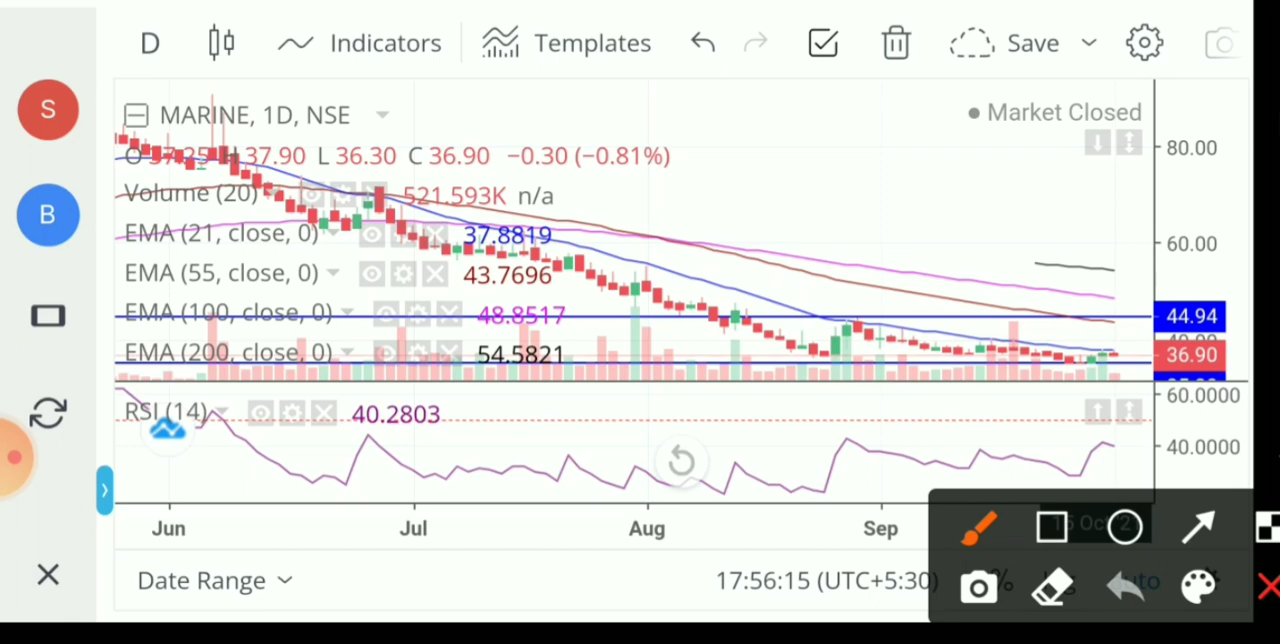 D Indicators Templates Save
S
MARINE, 1D, NSE Market Closed
O 37.25 H 37.90 L 36.30 C 36.90 −0.30 (−0.81%)
80.00
Volume (20) 521.593K n/a
B
EMA (21, close, 0) 37.8819
60.00
EMA (55, close, 0) 43.7696
EMA (100, close, 0) 48.8517
44.94
EMA (200, close, 0) 54.5821
36.90
RSI (14) 40.2803
60.0000
40.0000
Jun Jul Aug Sep
Date Range 17:56:15 (UTC+5:30) %